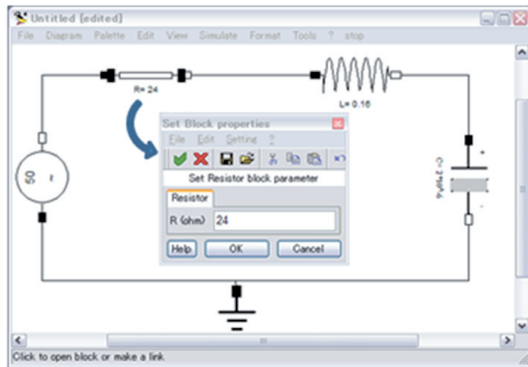 Untitled [edited]
File Diagram Palette Edit View Simulate Format Tools ? stop
R= 24
L= 0.16
50
~
+
-
Set Block properties
File Edit Setting ?
Set Resistor block parameter
Resistor
R (ohm) 24
Help OK Cancel
Click to open block or make a link